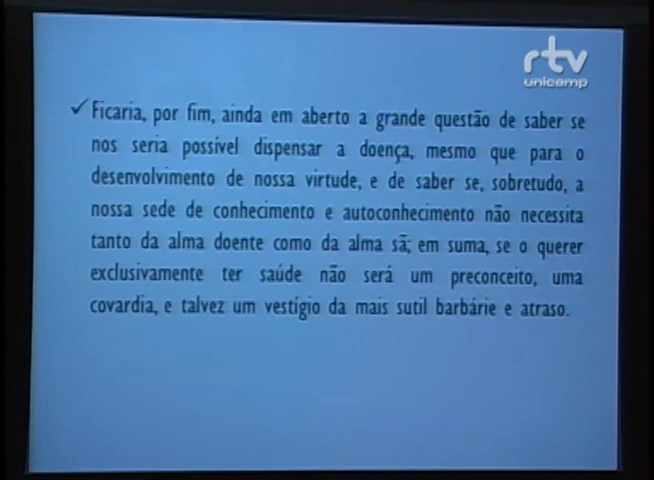 rtv
unicamp
✓ Ficaria, por fim, ainda em aberto a grande questão de saber se
nos seria possível dispensar a doença, mesmo que para o
desenvolvimento de nossa virtude, e de saber se, sobretudo, a
nossa sede de conhecimento e autoconhecimento não necessita
tanto da alma doente como da alma sã; em suma, se o querer
exclusivamente ter saúde não será um preconceito, uma
covardia, e talvez um vestígio da mais sutil barbárie e atraso.